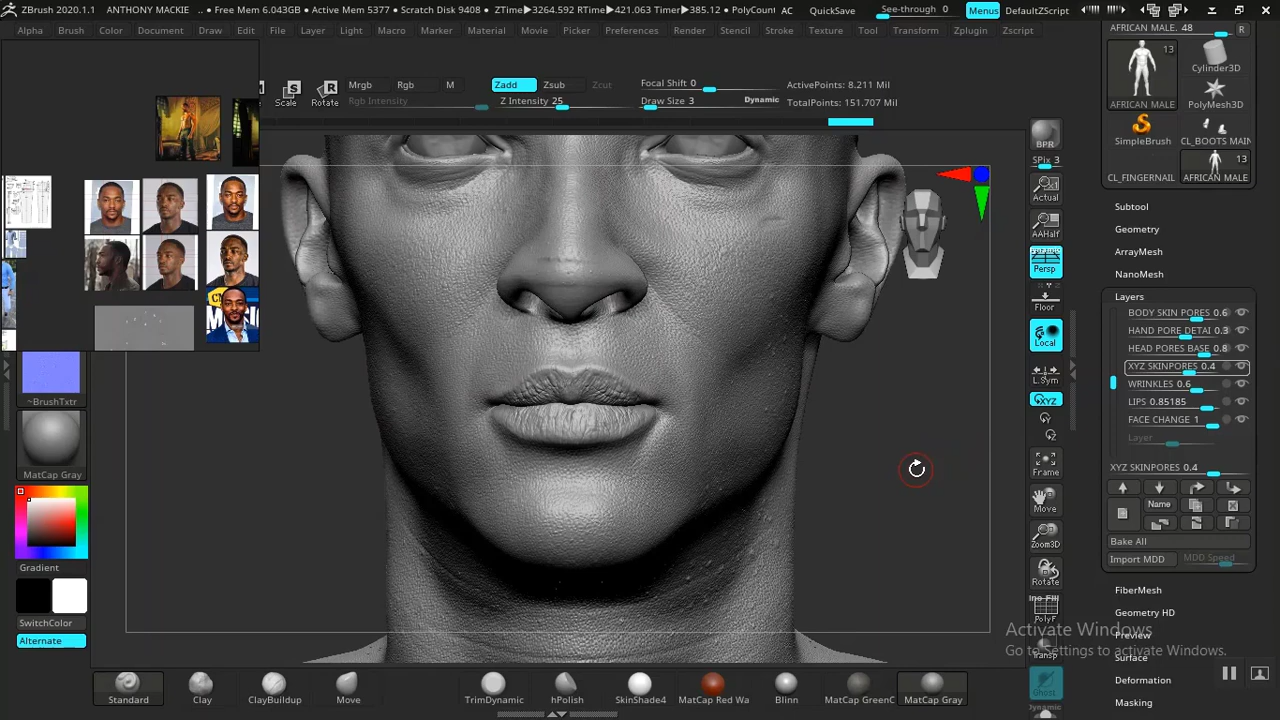 ZBrush 2020.1.1 ANTHONY MACKIE .. • Free Mem 6.043GB • Active Mem 5377 • Scratch Disk 9408 • ZTime▶3264.592 RTime▶421.063 Timer▶385.12 • PolyCount AC QuickSave See-through 0 Menus DefaultZScript
Alpha Brush Color Document Draw Edit File Layer Light Macro Marker Material Movie Picker Preferences Render Stencil Stroke Texture Tool Transform Zplugin Zscript
AFRICAN MALE. 48 R
13
AFRICAN MALE
Cylinder3D
PolyMesh3D
SimpleBrush
CL_BOOTS MAIN
CL_FINGERNAIL
13
AFRICAN MALE
Scale
Rotate
Mrgb Rgb M
Rgb Intensity
Zadd Zsub Zcut
Z Intensity 25
Focal Shift 0
Draw Size 3
Dynamic
ActivePoints: 8.211 Mil
TotalPoints: 151.707 Mil
BPR
SPix 3
Actual
AAHalf
Persp
Floor
Local
L.Sym
XYZ
Y
Z
Frame
Move
Zoom3D
Rotate
PolyF
Transp
Ghost
Dynamic
Subtool
Geometry
ArrayMesh
NanoMesh
Layers
BODY SKIN PORES 0.6
HAND PORE DETAI 0.3
HEAD PORES BASE 0.8
XYZ SKINPORES 0.4
WRINKLES 0.6
LIPS 0.85185
FACE CHANGE 1
Layer
XYZ SKINPORES 0.4
Name
Bake All
Import MDD MDD Speed
FiberMesh
Geometry HD
Preview
Surface
Deformation
Masking
Activate Windows
Go to Settings to activate Windows.
~BrushTxtr
MatCap Gray
Gradient
SwitchColor
Alternate
Standard
Clay
ClayBuildup
Move
TrimDynamic
hPolish
SkinShade4
MatCap Red Wa
Blinn
MatCap GreenC
MatCap Gray